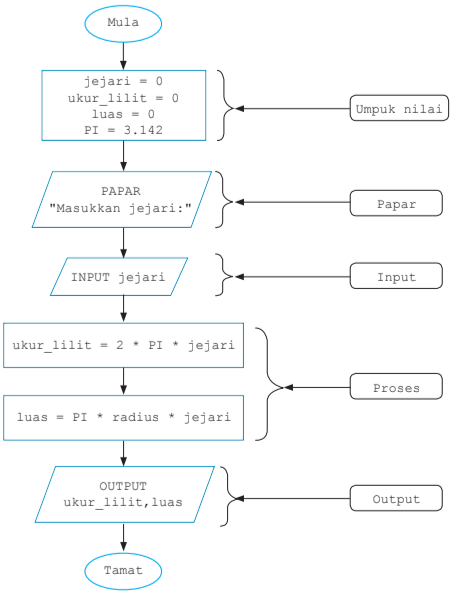 Mula
jejari = 0
ukur_lilit = 0
luas = 0
PI = 3.142
Umpuk nilai
PAPAR
"Masukkan jejari:"
Papar
INPUT jejari
Input
ukur_lilit = 2 * PI * jejari
Proses
luas = PI * radius * jejari
OUTPUT
ukur_lilit,luas
Output
Tamat